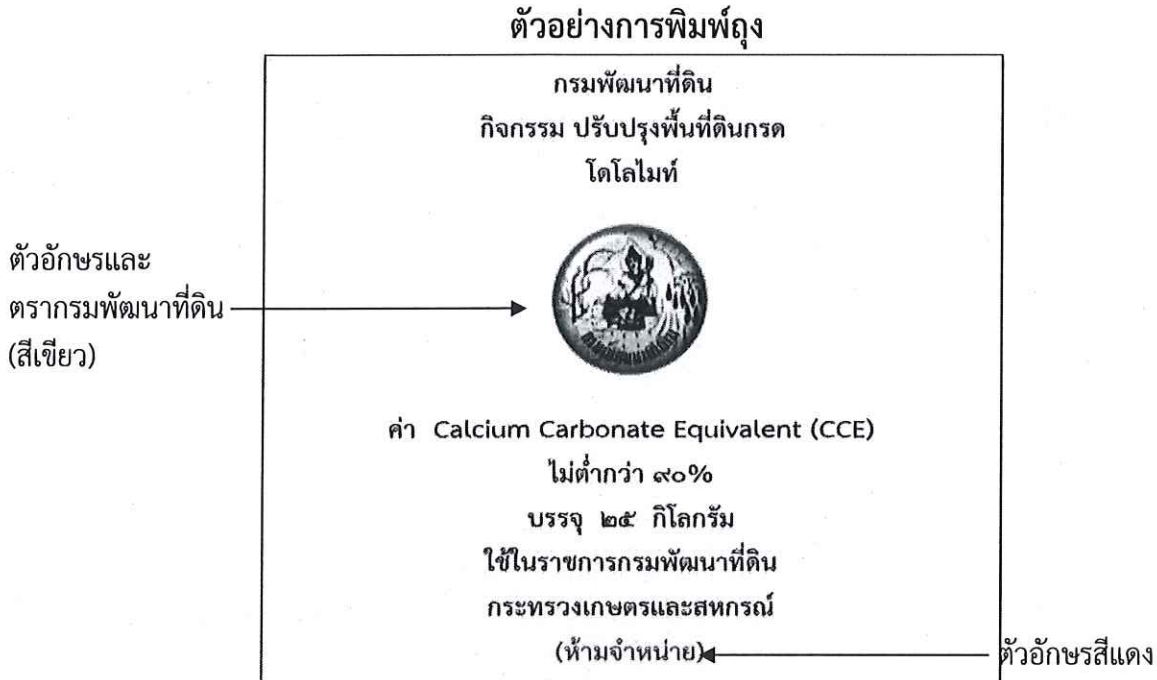 ตัวอย่างการพิมพ์ถุง
กรมพัฒนาที่ดิน
กิจกรรม ปรับปรุงพื้นที่ดินกรด
โดโลไมท์
ตัวอักษรและ
ตรากรมพัฒนาที่ดิน
(สีเขียว)
ค่า Calcium Carbonate Equivalent (CCE)
ไม่ต่ำกว่า ๙๐%
บรรจุ ๒๕ กิโลกรัม
ใช้ในราชการกรมพัฒนาที่ดิน
กระทรวงเกษตรและสหกรณ์
(ห้ามจำหน่าย)
ตัวอักษรสีแดง